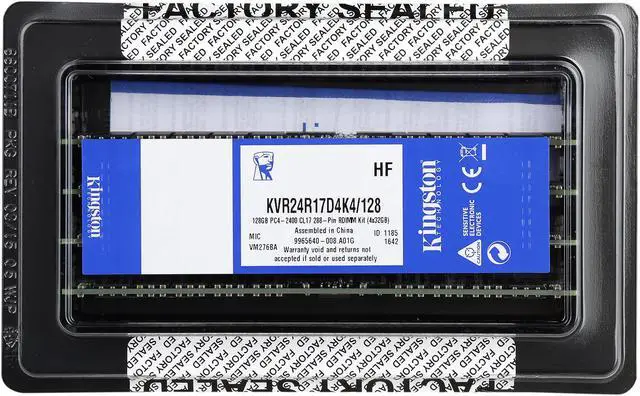 FACTORY SEALED
FACTORY SEALED
Kingston
HF
KVR24R17D4K4/128
128GB PC4-2400 CL17 288-Pin RDIMM Kit (4x32GB)
Assembled in China
MIC
9965640-008.A01G
ID: 1185
VM276BA
1642
Warranty void and returns not
accepted if sold or used separately
Kingston
TECHNOLOGY
CE
SENSITIVE
ELECTRONIC
DEVICES
FACTORY SEALED
FACTORY SEALED